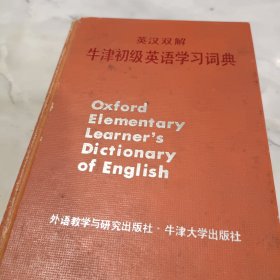 英汉双解
牛津初级英语学习词典
Oxford
Elementary
Learner's
Dictionary
of English
外语教学与研究出版社·牛津大学出版社